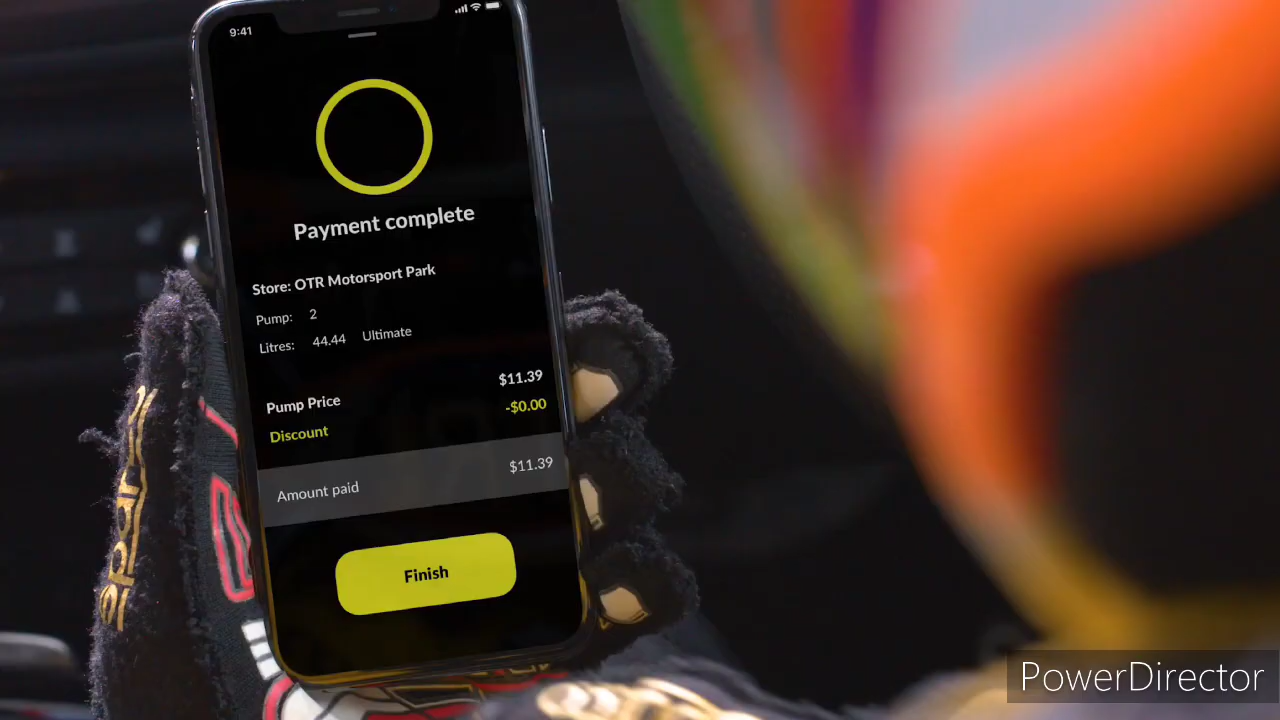 9:41
Payment complete
Store: OTR Motorsport Park
Pump: 2
Litres: 44.44 Ultimate
Pump Price $11.39
Discount -$0.00
Amount paid $11.39
Finish
PowerDirector